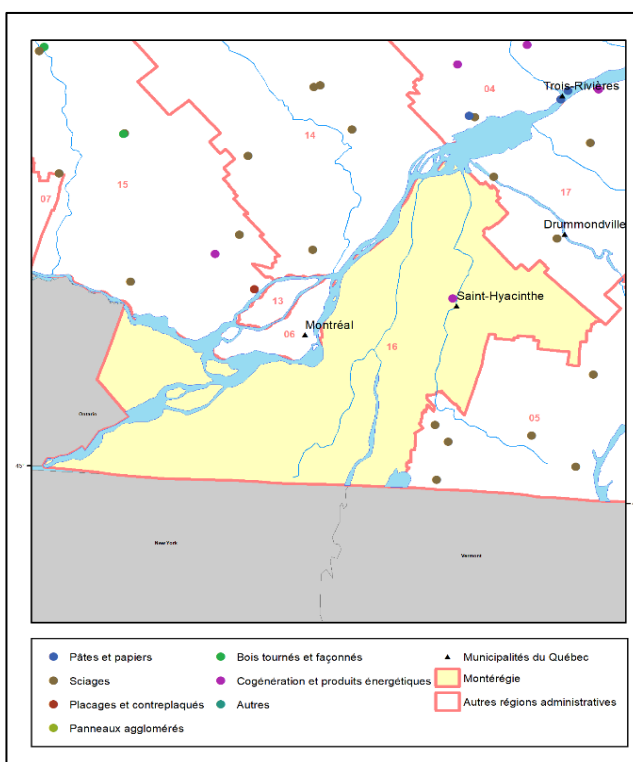 04
Trois-Rivières
14
07
15
17
Drummondville
13
Saint-Hyacinthe
06
Montréal
16
Ontario
05
New York
Vermont
Pâtes et papiers
Bois tournés et façonnés
Municipalités du Québec
Sciages
Cogénération et produits énergétiques
Montérégie
Placages et contreplaqués
Autres
Autres régions administratives
Panneaux agglomérés